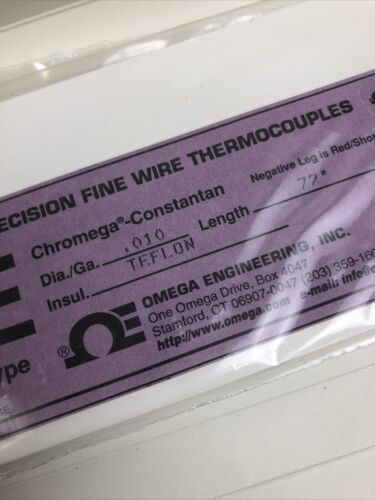 ECISION FINE WIRE THERMOCOUPLES
Chromega®-Constantan
Negative Leg is Red/Shor
Dia./Ga. .010
Length 72"
Insul. TEFLON
ype
® OMEGA ENGINEERING, INC.
One Omega Drive, Box 4047
Stamford, CT 06907-0047 (203) 359-166
http://www.omega.com e-mail: info@